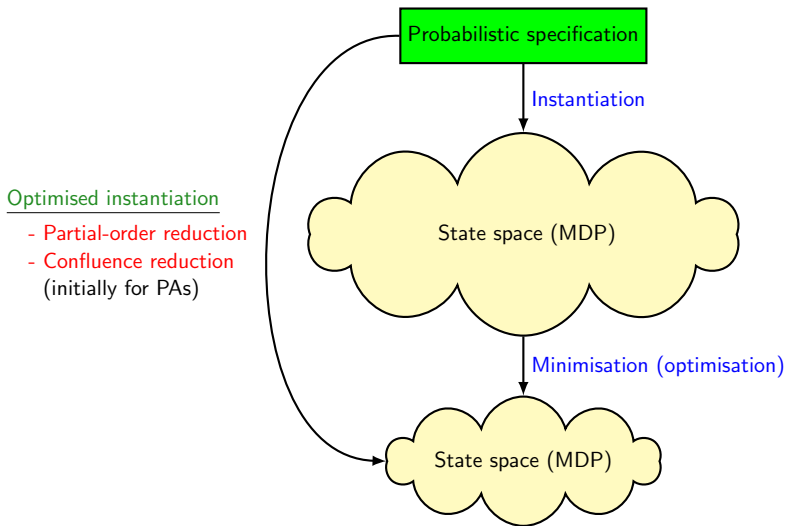 Probabilistic specification
Instantiation
Optimised instantiation
- Partial-order reduction
- Confluence reduction
(initially for PAs)
State space (MDP)
Minimisation (optimisation)
State space (MDP)